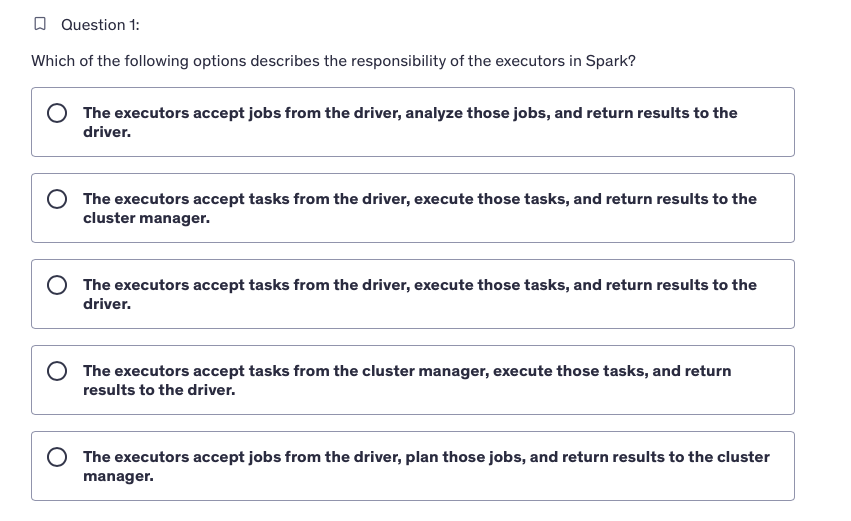 Question 1:
Which of the following options describes the responsibility of the executors in Spark?
The executors accept jobs from the driver, analyze those jobs, and return results to the
driver.
The executors accept tasks from the driver, execute those tasks, and return results to the
cluster manager.
The executors accept tasks from the driver, execute those tasks, and return results to the
driver.
The executors accept tasks from the cluster manager, execute those tasks, and return
results to the driver.
The executors accept jobs from the driver, plan those jobs, and return results to the cluster
manager.